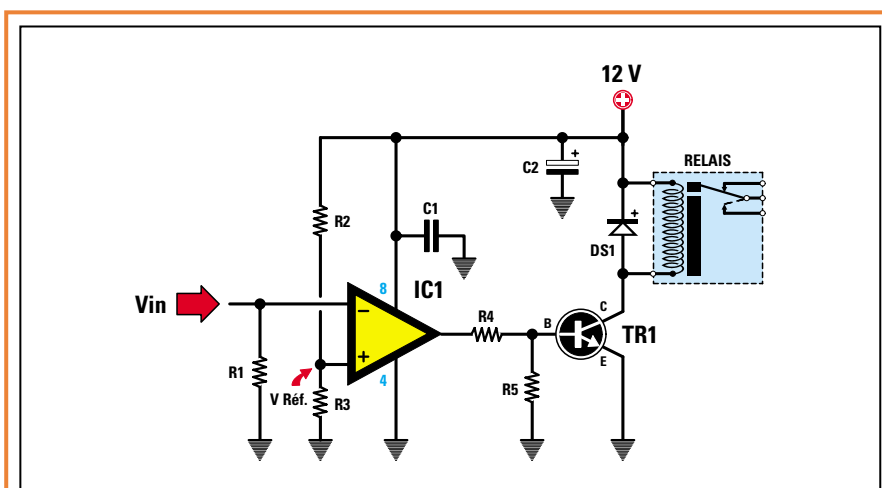 12 V
C2
+
RELAIS
C1
R2
+
DS1
8
IC1
Vin
−
R4
B
C
TR1
+
E
R1
V Réf.
R3
4
R5